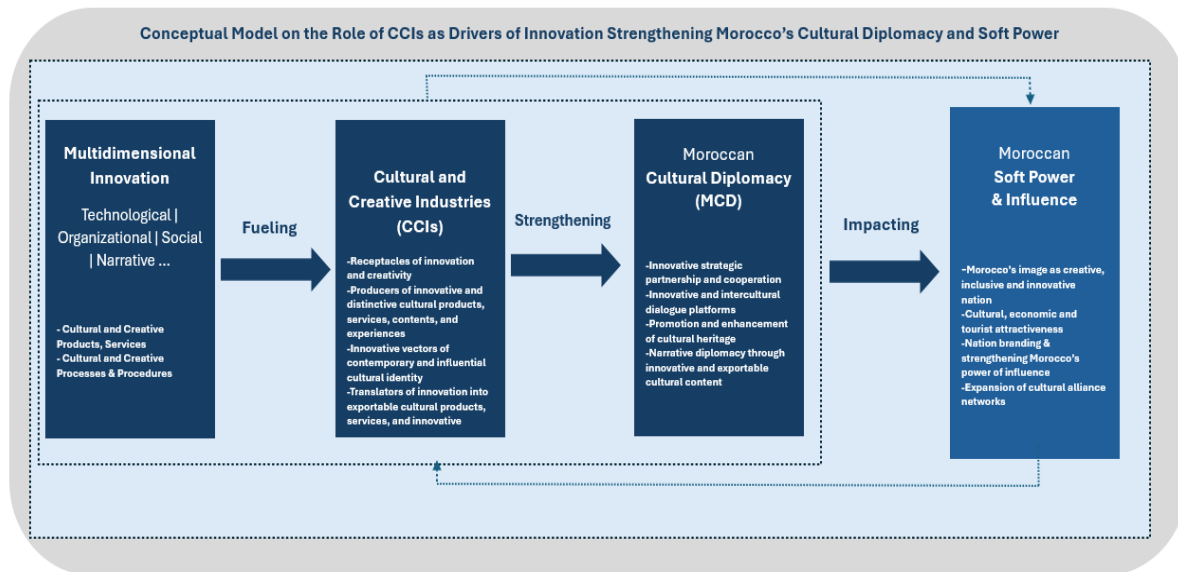 Conceptual Model on the Role of CCIs as Drivers of Innovation Strengthening Morocco's Cultural Diplomacy and Soft Power
Multidimensional
Innovation
Technological |
Organizational | Social
| Narrative ...
- Cultural and Creative
Products, Services
- Cultural and Creative
Processes & Procedures
Fueling
Cultural and
Creative Industries
(CCIs)
-Receptacles of innovation
and creativity
-Producers of innovative and
distinctive cultural products,
services, contents, and
experiences
-Innovative vectors of
contemporary and influential
cultural identity
-Translators of innovation into
exportable cultural products,
services, and innovative
Strengthening
Moroccan
Cultural Diplomacy
(MCD)
-Innovative strategic
partnership and cooperation
-Innovative and intercultural
dialogue platforms
-Promotion and enhancement
of cultural heritage
-Narrative diplomacy through
innovative and exportable
cultural content
Impacting
Moroccan
Soft Power
& Influence
-Morocco's image as creative,
inclusive and innovative
nation
-Cultural, economic and
tourist attractiveness
-Nation branding &
strengthening Morocco's
power of influence
-Expansion of cultural alliance
networks